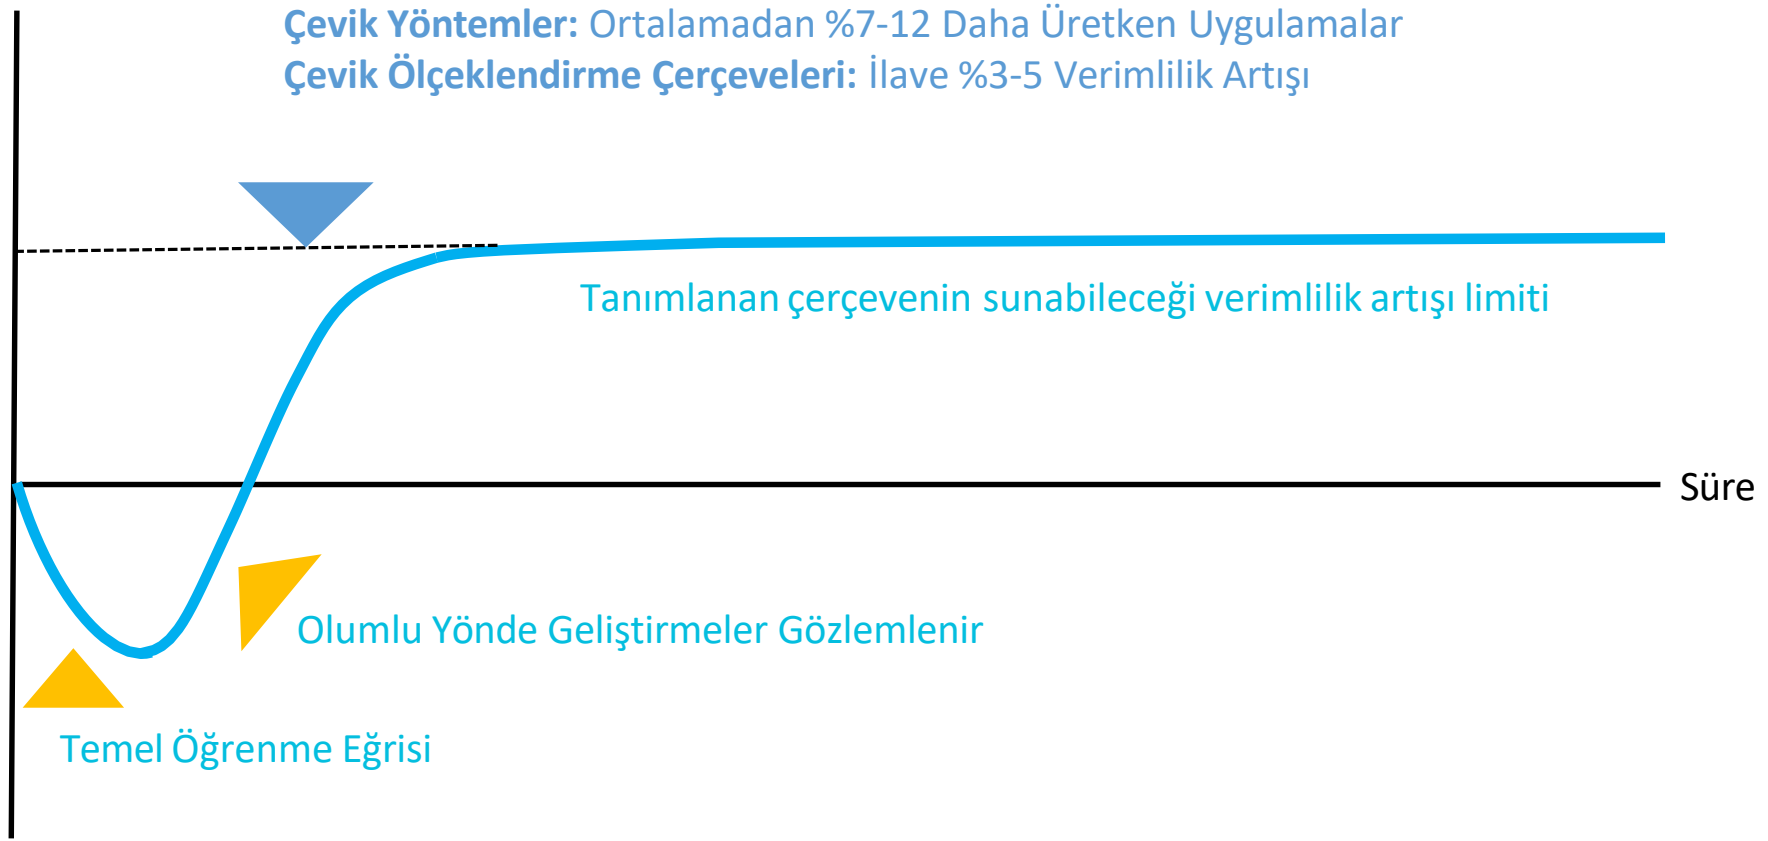 Çevik Yöntemler: Ortalamadan %7-12 Daha Üretken Uygulamalar
Çevik Ölçeklendirme Çerçeveleri: İlave %3-5 Verimlilik Artışı
Tanımlanan çerçevenin sunabileceği verimlilik artışı limiti
Süre
Olumlu Yönde Geliştirmeler Gözlemlenir
Temel Öğrenme Eğrisi